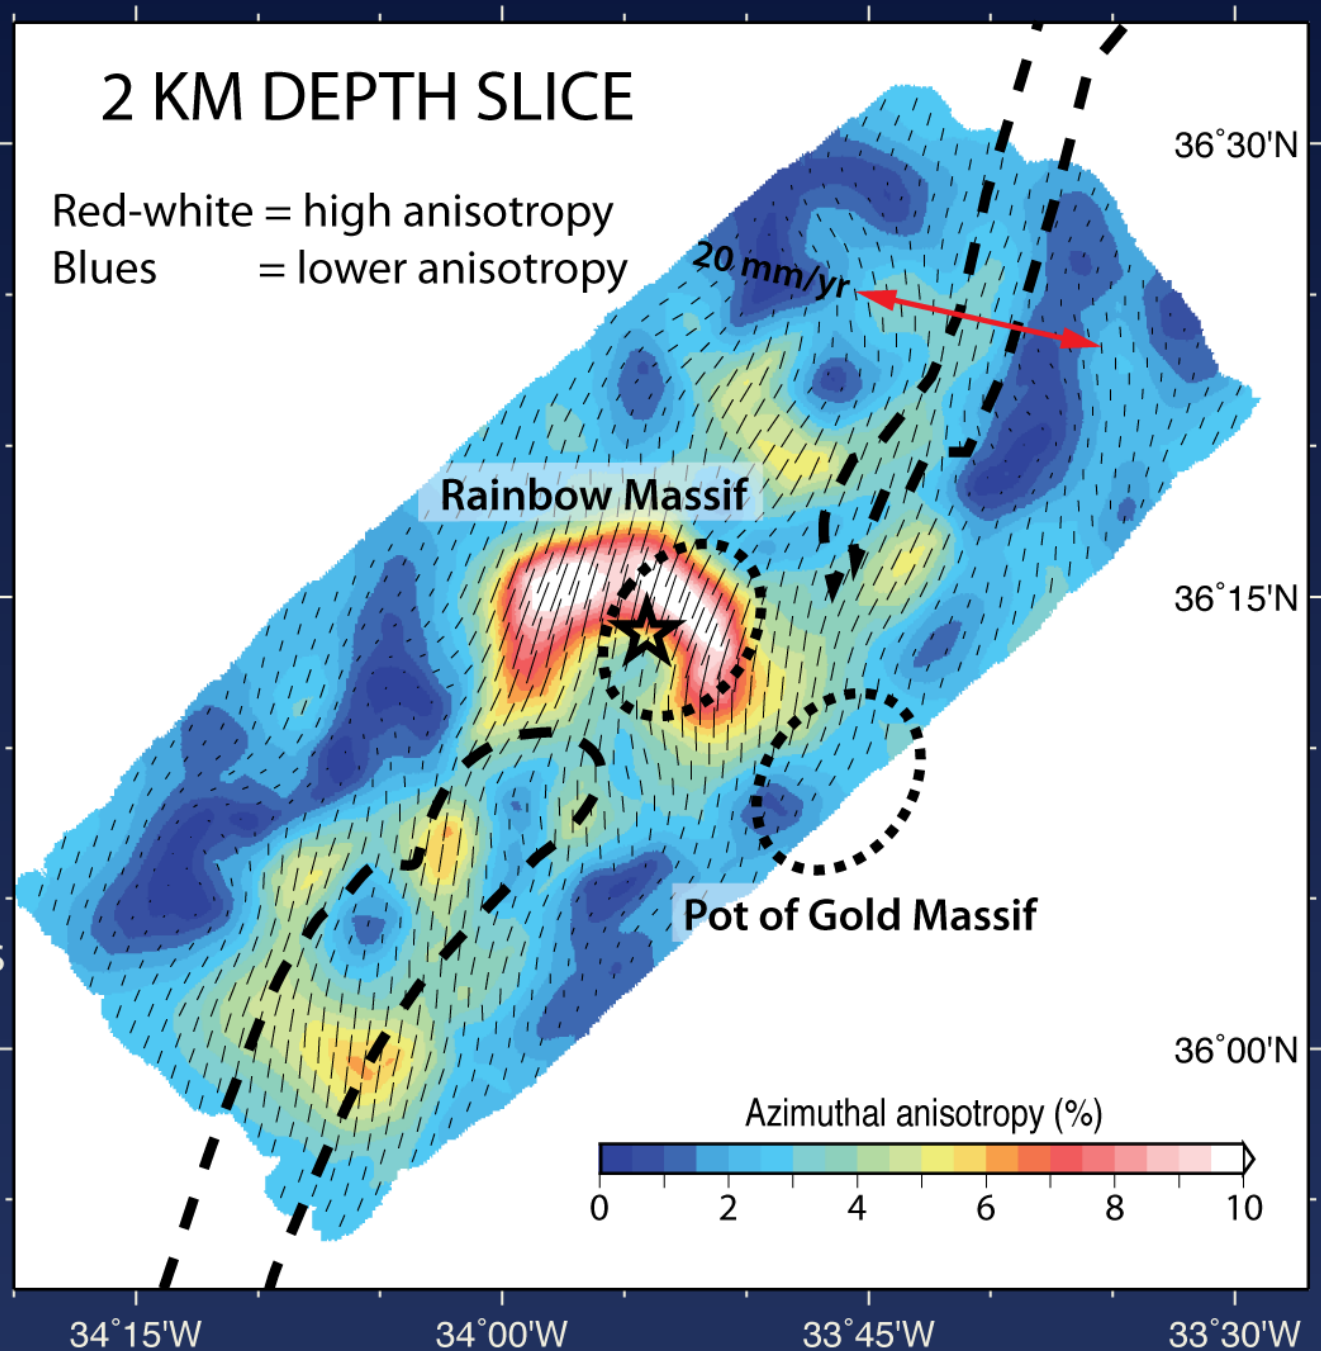 2 KM DEPTH SLICE
36˚30'N
Red-white = high anisotropy
Blues = lower anisotropy
20 mm/yr
Rainbow Massif
36˚15'N
Pot of Gold Massif
36˚00'N
Azimuthal anisotropy (%)
0 2 4 6 8 10
34˚15'W 34˚00'W 33˚45'W 33˚30'W